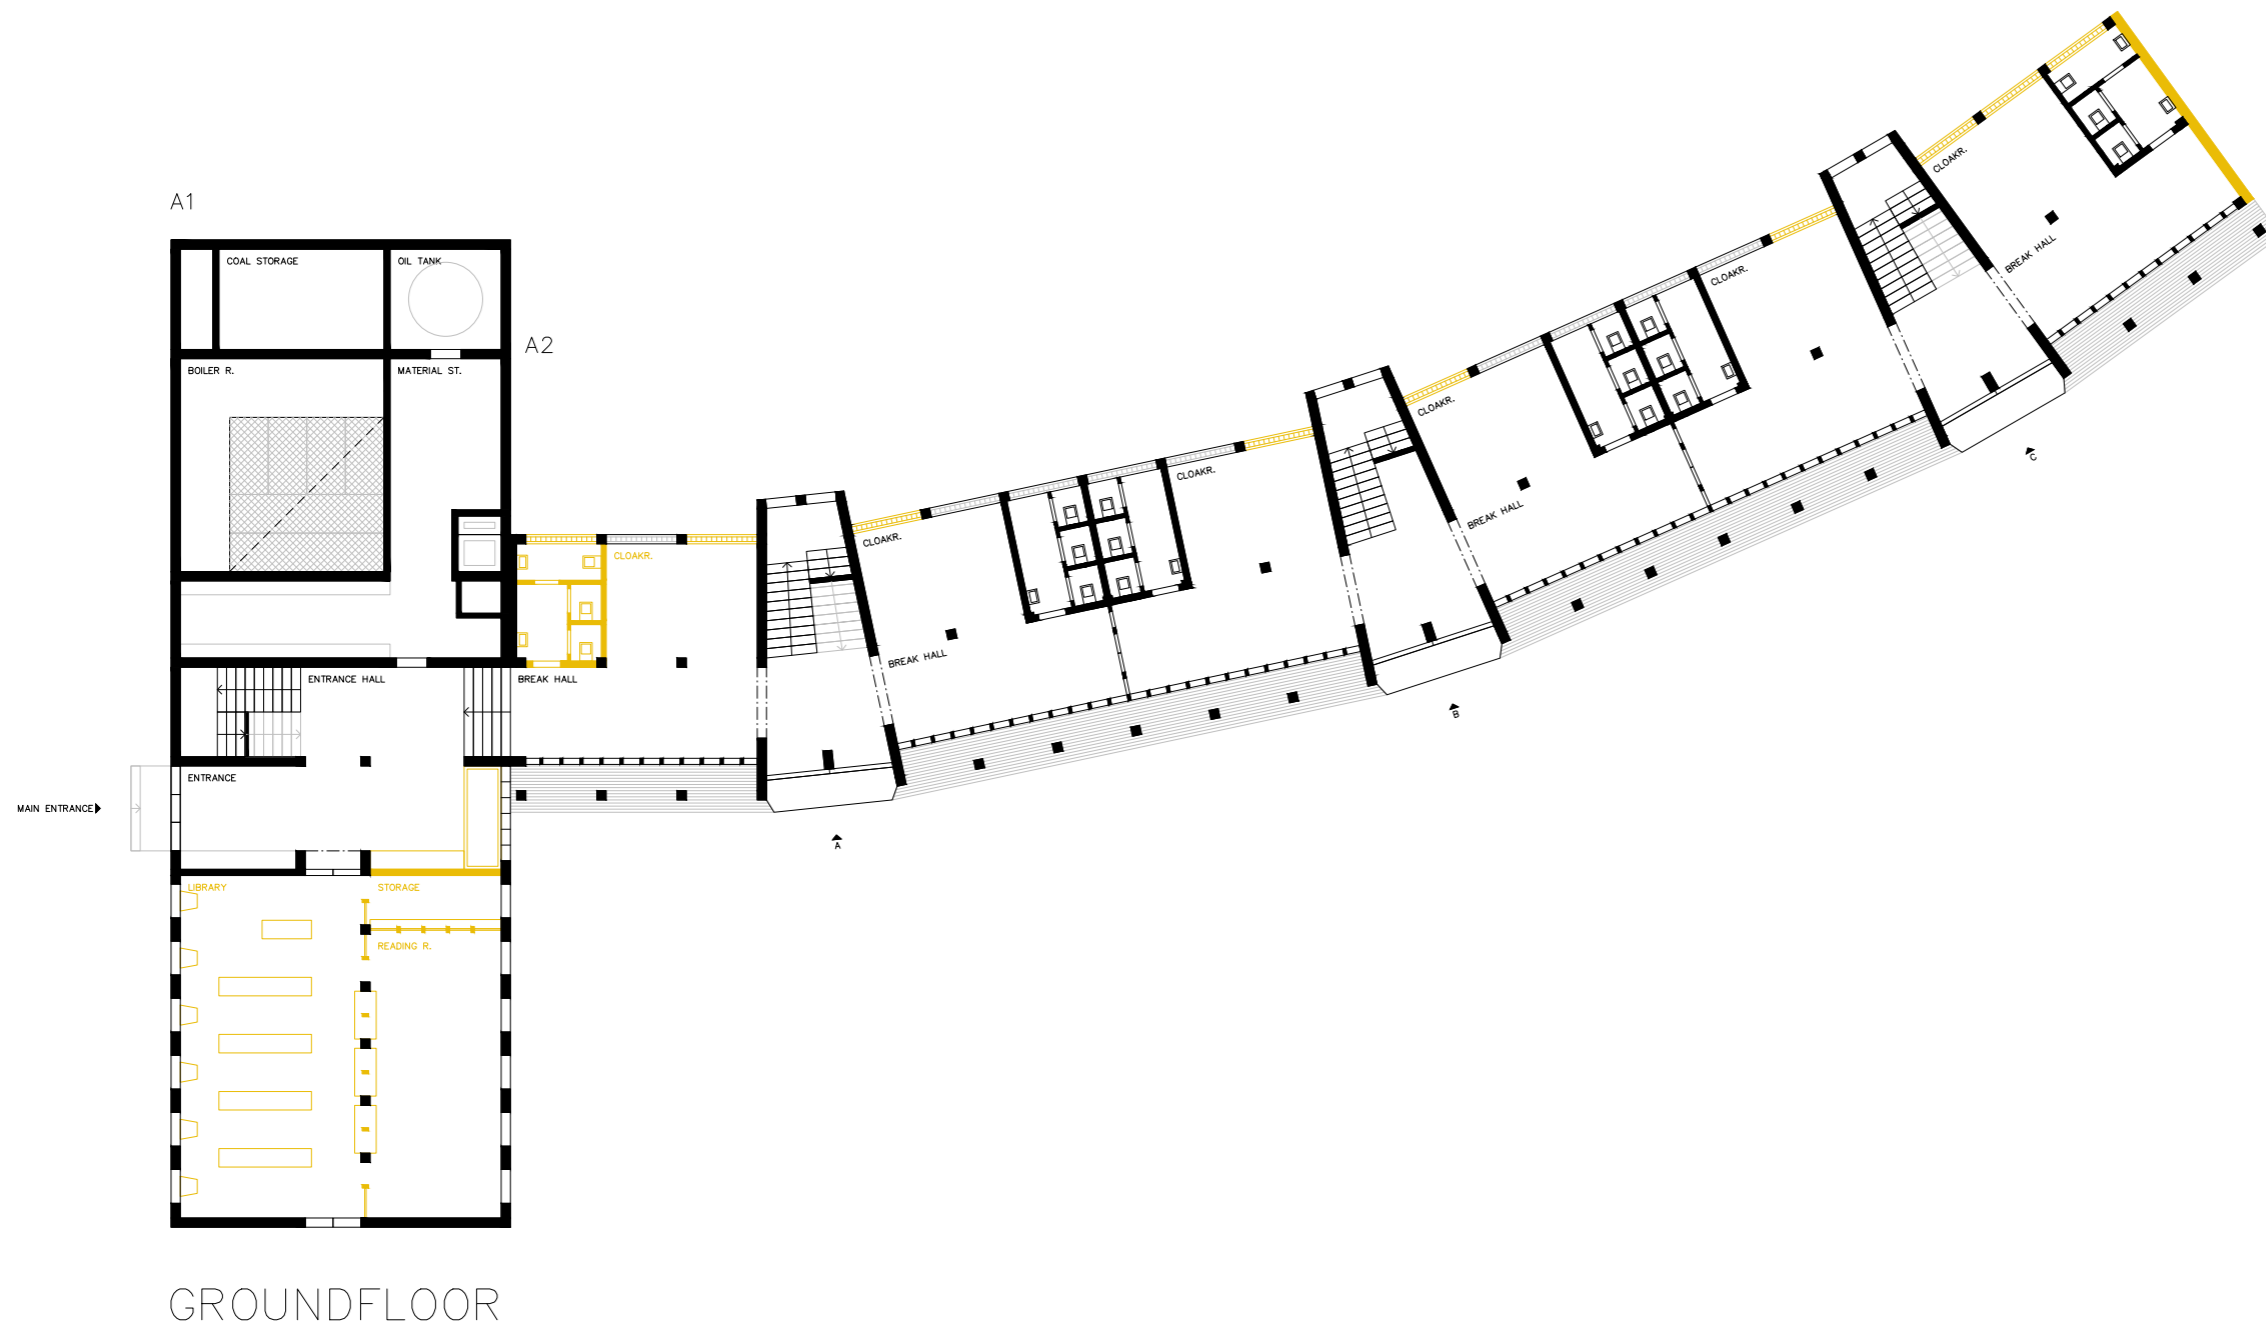 A1
COAL STORAGE
OIL TANK
A2
BOILER R.
MATERIAL ST.
CLOAKR.
CLOAKR.
CLOAKR.
CLOAKR.
CLOAKR.
CLOAKR.
ENTRANCE HALL
BREAK HALL
BREAK HALL
BREAK HALL
BREAK HALL
ENTRANCE
MAIN ENTRANCE
A
B
C
LIBRARY
STORAGE
READING R.
GROUNDFLOOR